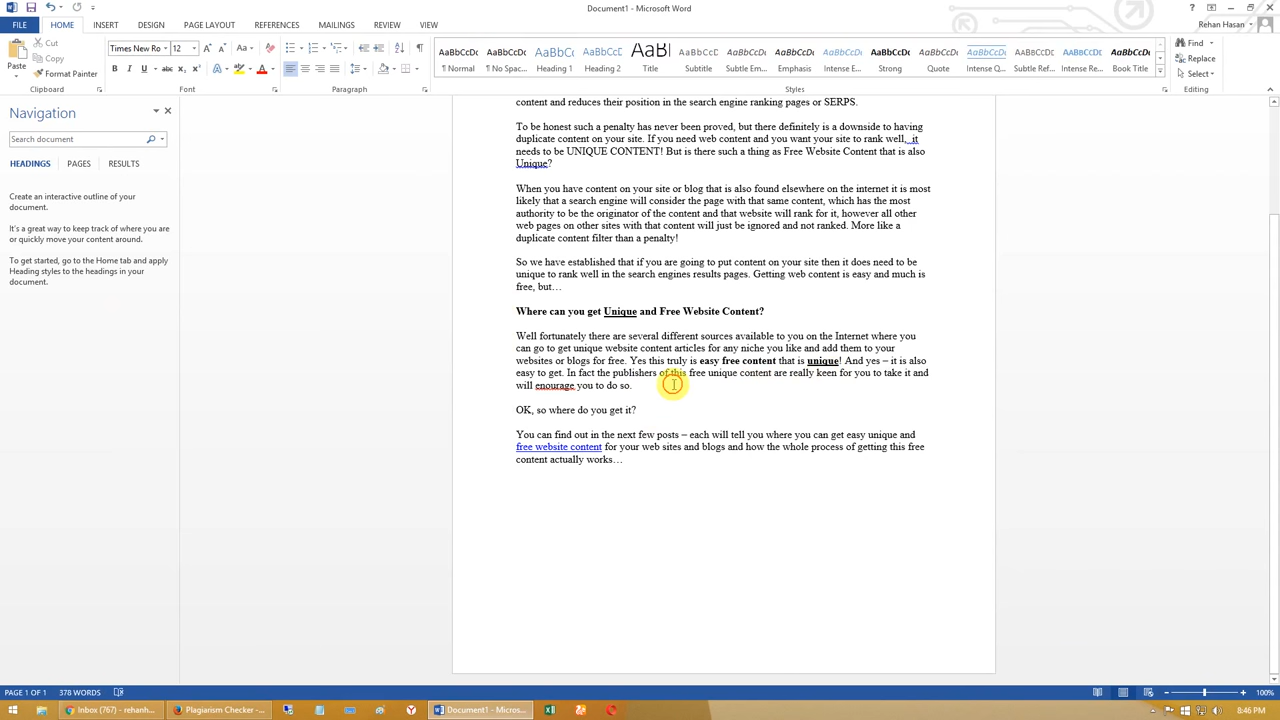 Document1 - Microsoft Word
FILE HOME INSERT DESIGN PAGE LAYOUT REFERENCES MAILINGS REVIEW VIEW Rehan Hasan
Cut
Copy
Format Painter
Paste
Clipboard
Times New Ro 12
Font
Paragraph
AaBbCcDc AaBbCcDc AaBbCc AaBbCcC AaBl AaBbCcC AaBbCcDc AaBbCcDc AaBbCcDc AaBbCcDc AaBbCcDc AaBbCcDc AaBbCcDc AaBbCcDc AaBbCcDc
¶ Normal ¶ No Spac... Heading 1 Heading 2 Title Subtitle Subtle Em... Emphasis Intense E... Strong Quote Intense Q... Subtle Ref... Intense Re... Book Title
Styles
Find
Replace
Select
Editing
Navigation
Search document
HEADINGS PAGES RESULTS
Create an interactive outline of your
document.
It's a great way to keep track of where you are
or quickly move your content around.
To get started, go to the Home tab and apply
Heading styles to the headings in your
document.
content and reduces their position in the search engine ranking pages or SERPS.
To be honest such a penalty has never been proved, but there definitely is a downside to having
duplicate content on your site. If you need web content and you want your site to rank well, it
needs to be UNIQUE CONTENT! But is there such a thing as Free Website Content that is also
Unique?
When you have content on your site or blog that is also found elsewhere on the internet it is most
likely that a search engine will consider the page with that same content, which has the most
authority to be the originator of the content and that website will rank for it, however all other
web pages on other sites with that content will just be ignored and not ranked. More like a
duplicate content filter than a penalty!
So we have established that if you are going to put content on your site then it does need to be
unique to rank well in the search engines results pages. Getting web content is easy and much is
free, but…
Where can you get Unique and Free Website Content?
Well fortunately there are several different sources available to you on the Internet where you
can go to get unique website content articles for any niche you like and add them to your
websites or blogs for free. Yes this truly is easy free content that is unique! And yes – it is also
easy to get. In fact the publishers of this free unique content are really keen for you to take it and
will enourage you to do so.
OK, so where do you get it?
You can find out in the next few posts – each will tell you where you can get easy unique and
free website content for your web sites and blogs and how the whole process of getting this free
content actually works…
PAGE 1 OF 1 378 WORDS 100%
Inbox (767) - rehanh... Plagiarism Checker - ... Document1 - Micros... 8:46 PM